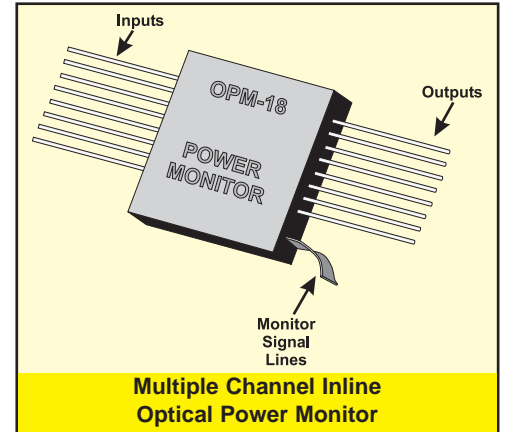 Inputs
OPM-18
Outputs
POWER
MONITOR
Monitor
Signal
Lines
Multiple Channel Inline
Optical Power Monitor